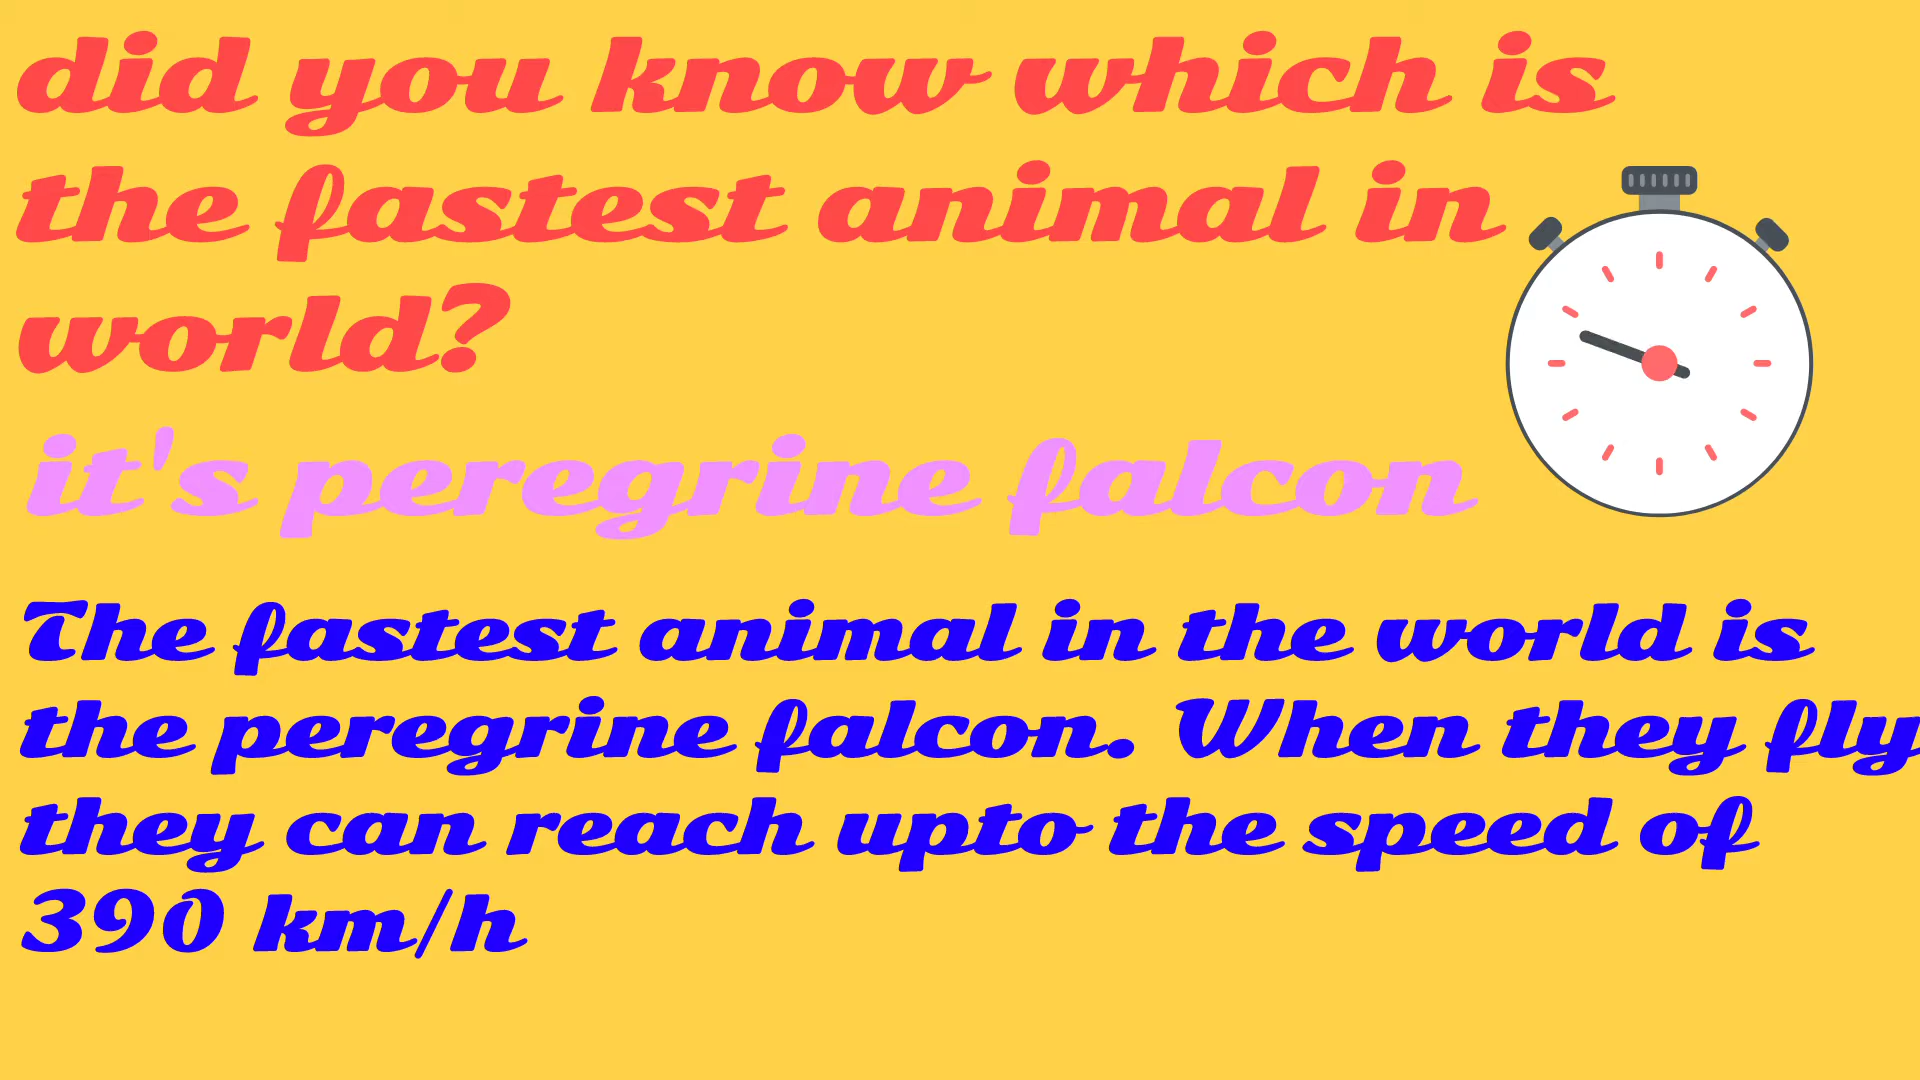 did you know which is
the fastest animal in
world?
it's peregrine falcon
The fastest animal in the world is
the peregrine falcon. When they fly
they can reach upto the speed of
390 km/h